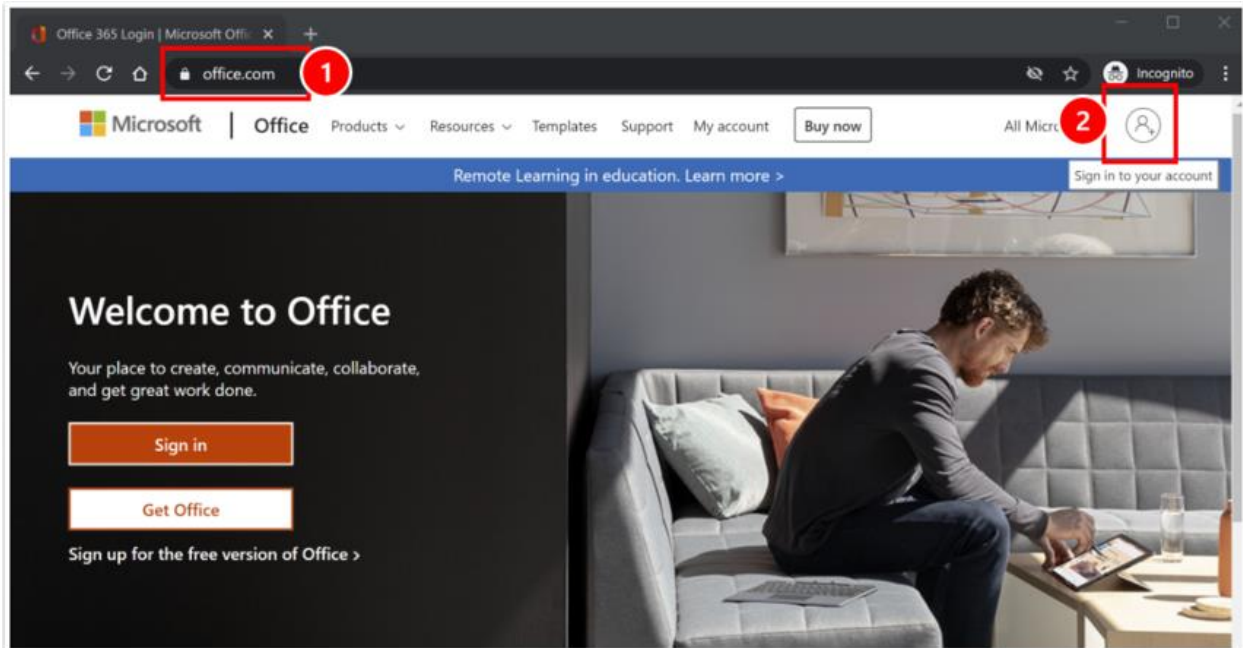 Office 365 Login | Microsoft Offi
1
office.com
Incognito
Microsoft | Office Products Resources Templates Support My account Buy now All Micr 2
Remote Learning in education. Learn more >
Sign in to your account
Welcome to Office
Your place to create, communicate, collaborate,
and get great work done.
Sign in
Get Office
Sign up for the free version of Office >